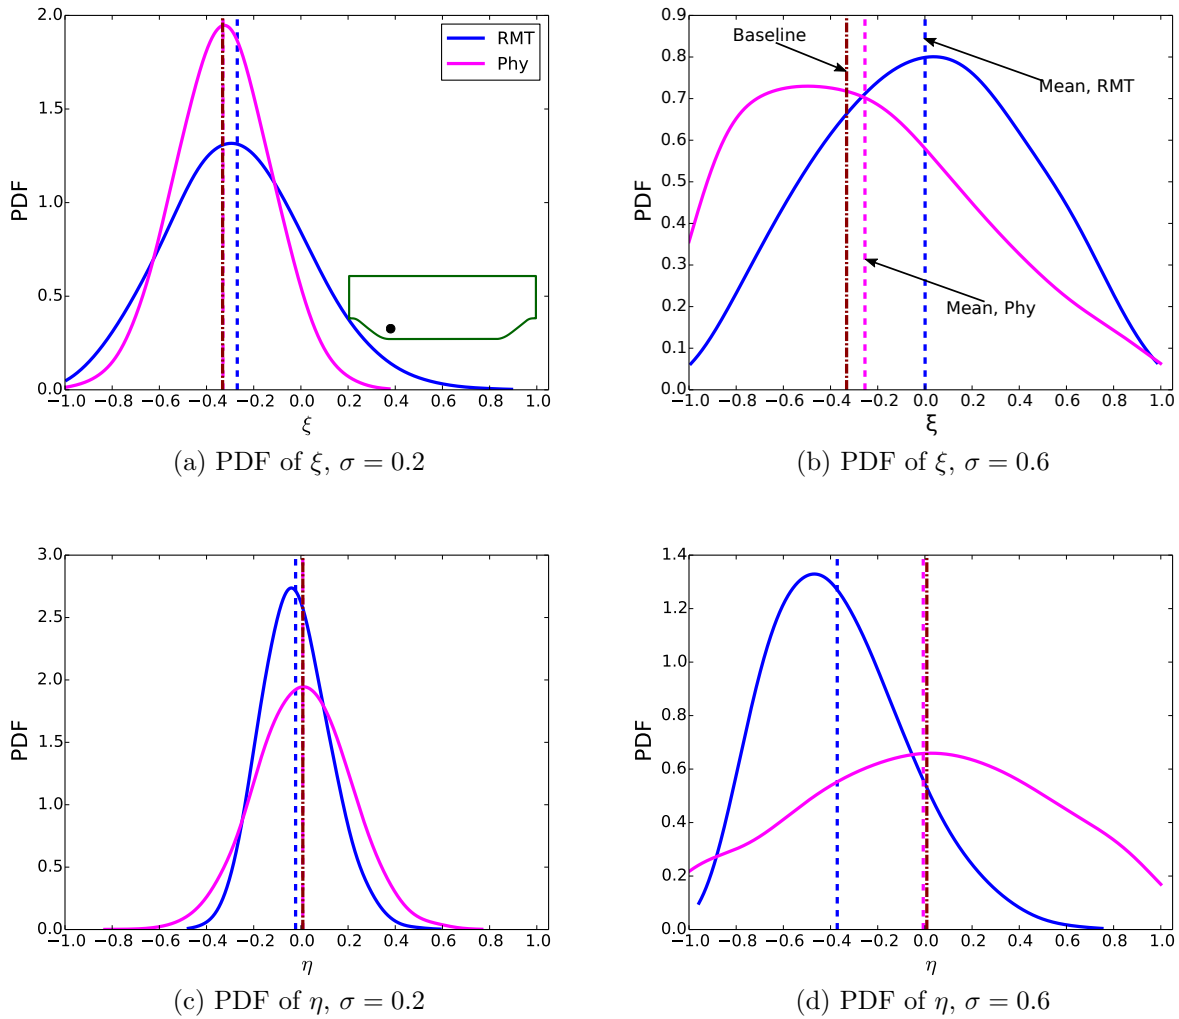 2.0
1.5
1.0
0.5
0.0
PDF
RMT
Phy
−1.0 −0.8 −0.6 −0.4 −0.2 0.0 0.2 0.4 0.6 0.8 1.0
ξ
(a) PDF of ξ, σ = 0.2
0.9
0.8
0.7
0.6
0.5
0.4
0.3
0.2
0.1
0.0
PDF
Baseline
Mean, RMT
Mean, Phy
−1.0 −0.8 −0.6 −0.4 −0.2 0.0 0.2 0.4 0.6 0.8 1.0
ξ
(b) PDF of ξ, σ = 0.6
3.0
2.5
2.0
1.5
1.0
0.5
0.0
PDF
−1.0 −0.8 −0.6 −0.4 −0.2 0.0 0.2 0.4 0.6 0.8 1.0
η
(c) PDF of η, σ = 0.2
1.4
1.2
1.0
0.8
0.6
0.4
0.2
0.0
PDF
−1.0 −0.8 −0.6 −0.4 −0.2 0.0 0.2 0.4 0.6 0.8 1.0
η
(d) PDF of η, σ = 0.6